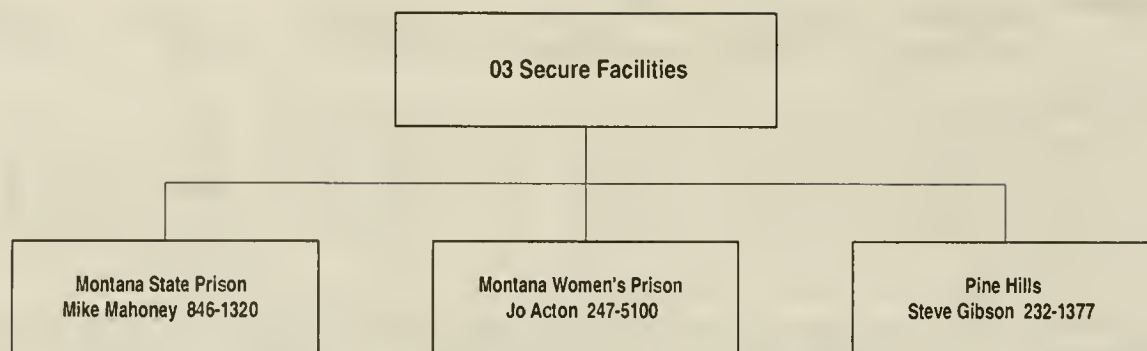 03 Secure Facilities
Montana State Prison
Mike Mahoney 846-1320
Montana Women's Prison
Jo Acton 247-5100
Pine Hills
Steve Gibson 232-1377